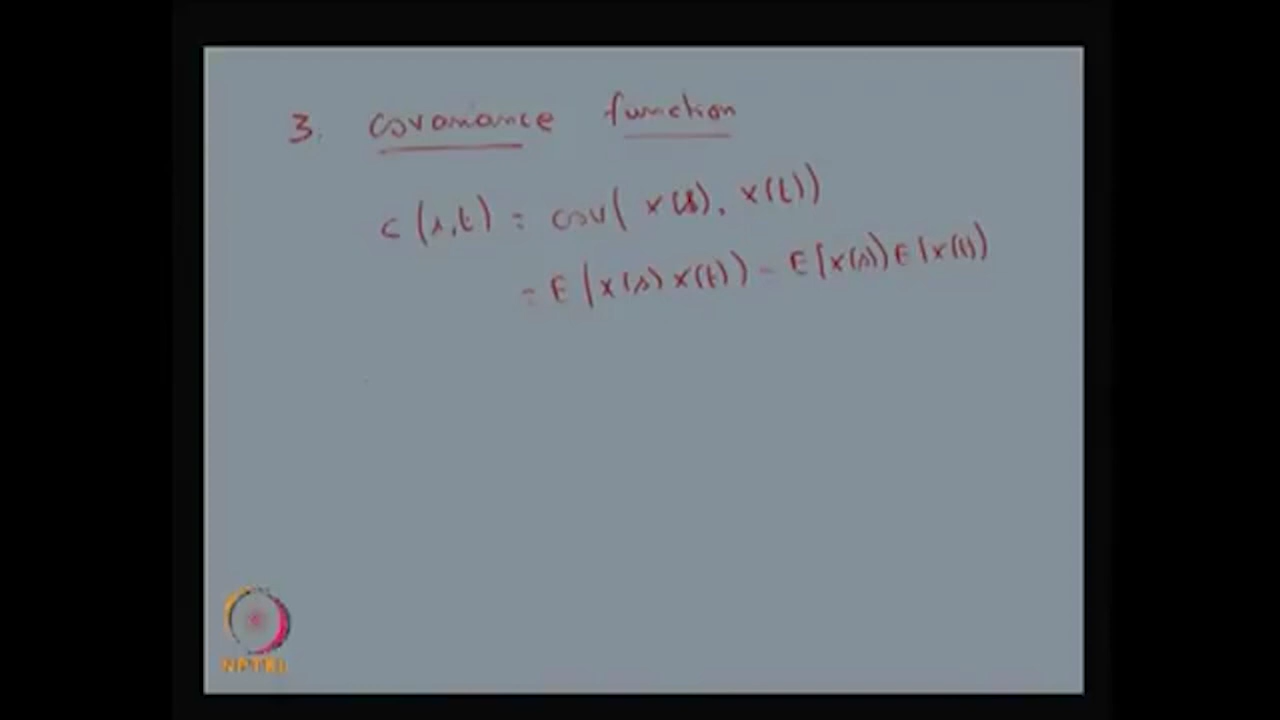 3. covariance function
c(s,t) = cov(x(s), x(t))
= E(x(s)x(t)) - E(x(s))E(x(t))
NPTEL